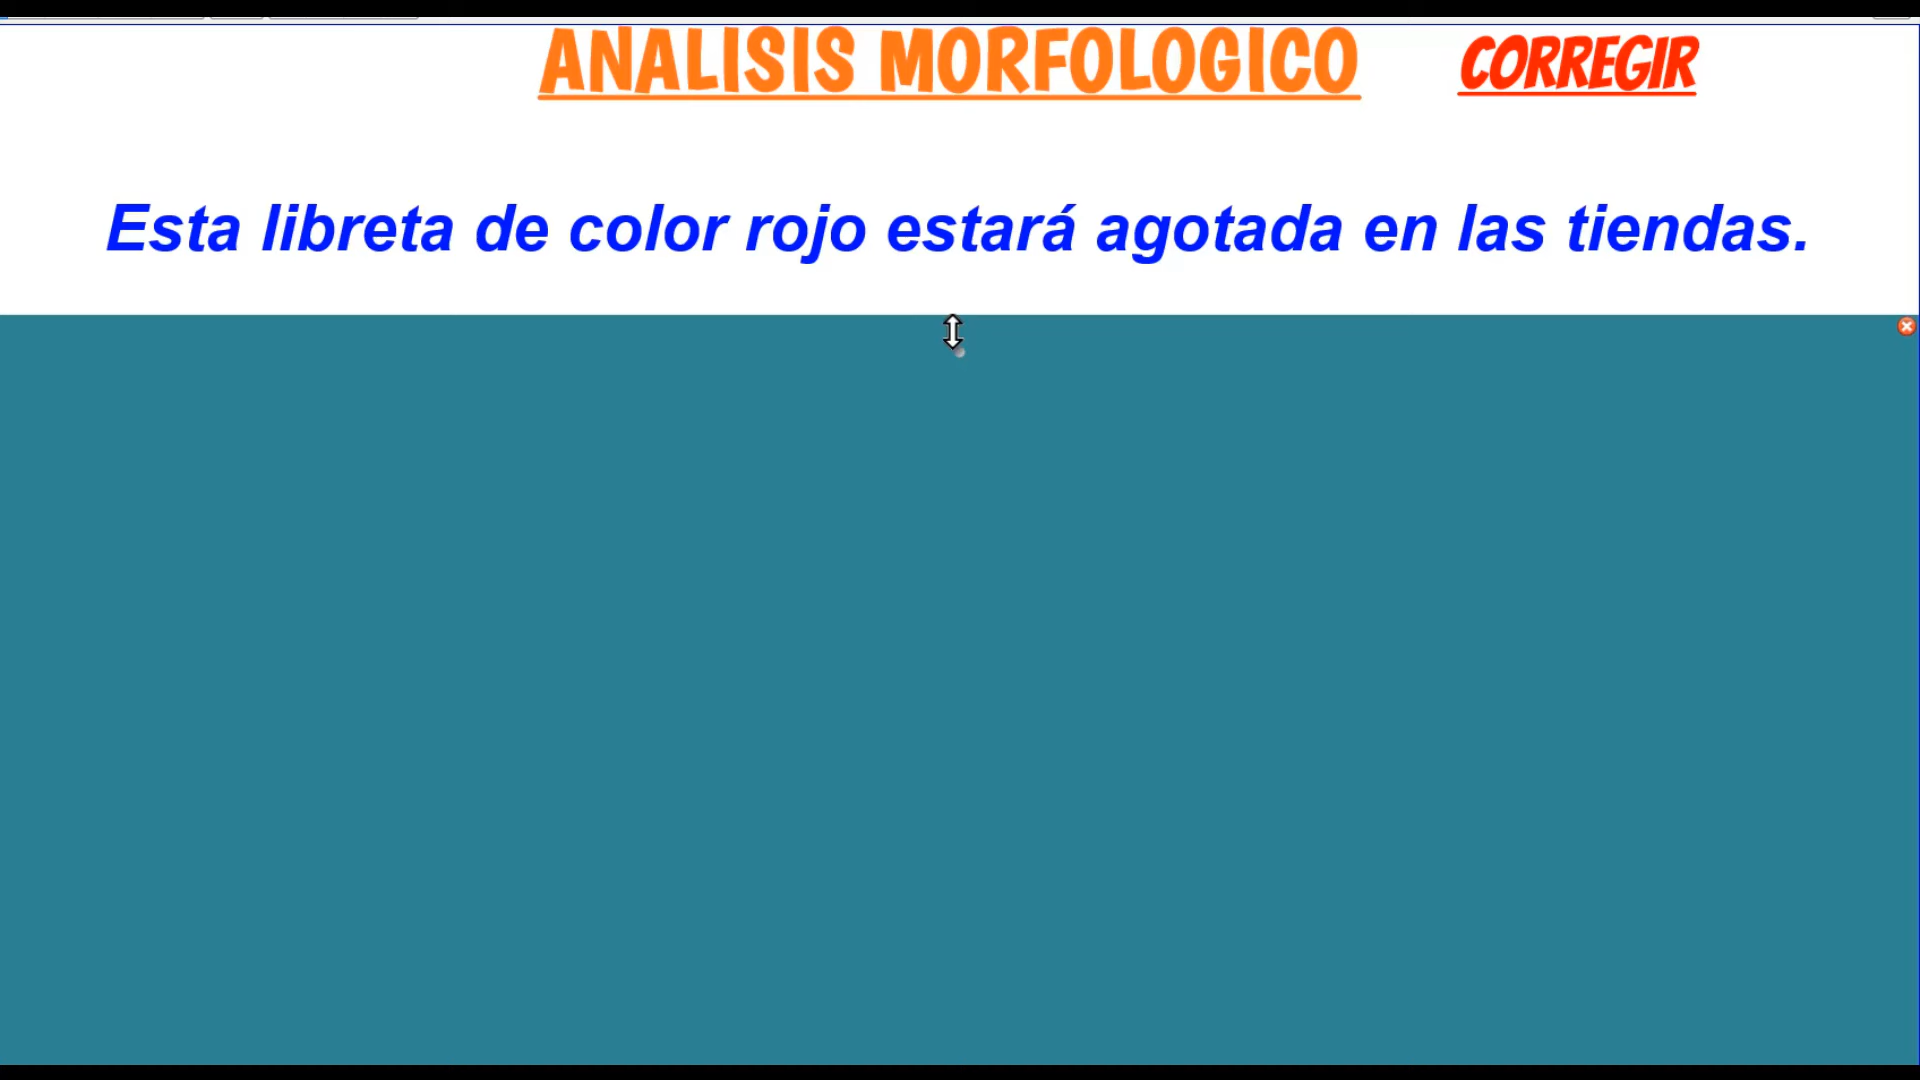 ANALISIS MORFOLOGICO CORREGIR
Esta libreta de color rojo estará agotada en las tiendas.